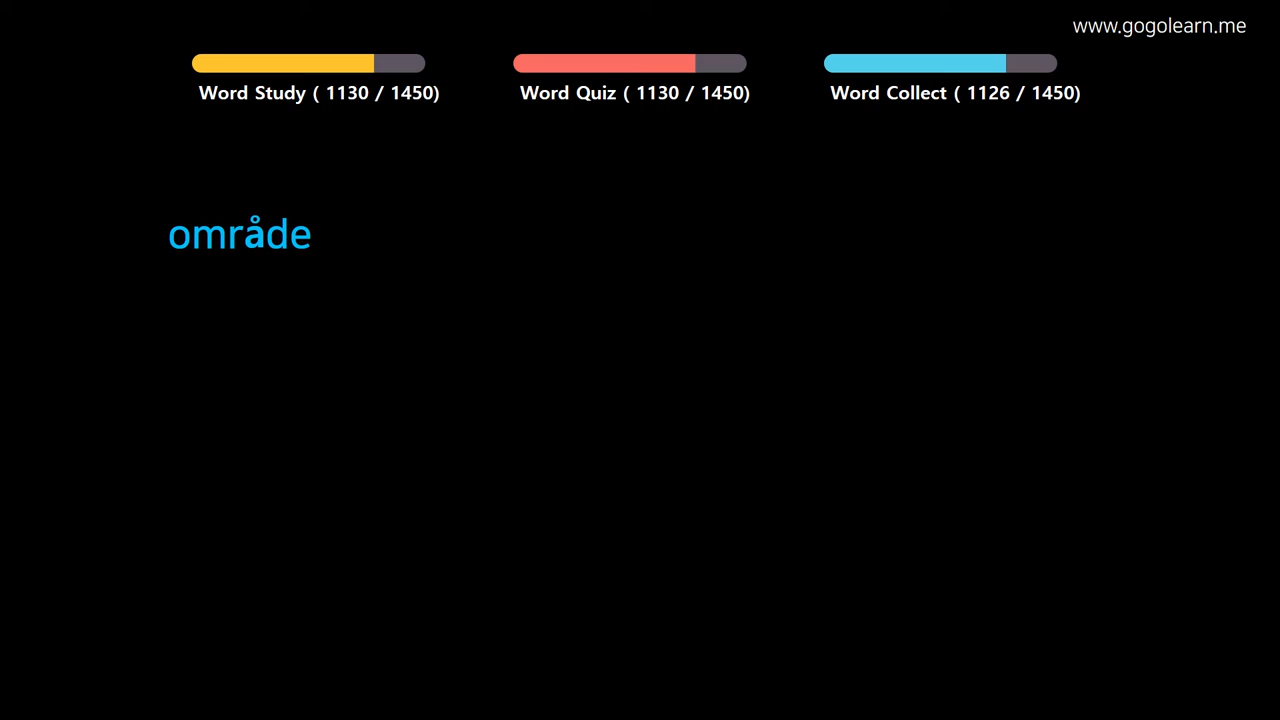 www.gogolearn.me
Word Study ( 1130 / 1450)
Word Quiz ( 1130 / 1450)
Word Collect ( 1126 / 1450)
område